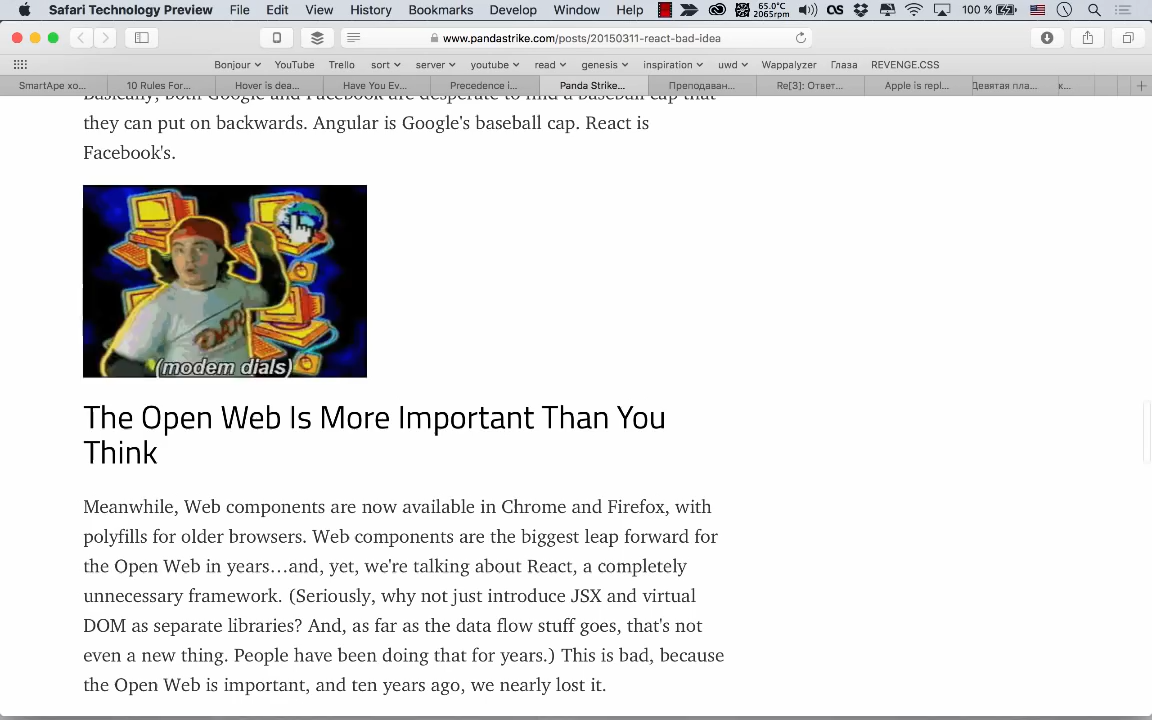 Safari Technology Preview File Edit View History Bookmarks Develop Window Help 65.0°C 2065rpm 100 %
www.pandastrike.com/posts/20150311-react-bad-idea
Bonjour YouTube Trello sort server youtube read genesis inspiration uwd Wappalyzer Глаза REVENGE.CSS
SmartApe хо... 10 Rules For... Hover is dea... Have You Ev... Precedence i... Panda Strike... Преподаван... Re[3]: Ответ... Apple is repl... Девятая пла... к...
Basically, both Google and Facebook are desperate to find a baseball cap that
they can put on backwards. Angular is Google's baseball cap. React is
Facebook's.
(modem dials)
The Open Web Is More Important Than You
Think
Meanwhile, Web components are now available in Chrome and Firefox, with
polyfills for older browsers. Web components are the biggest leap forward for
the Open Web in years…and, yet, we're talking about React, a completely
unnecessary framework. (Seriously, why not just introduce JSX and virtual
DOM as separate libraries? And, as far as the data flow stuff goes, that's not
even a new thing. People have been doing that for years.) This is bad, because
the Open Web is important, and ten years ago, we nearly lost it.